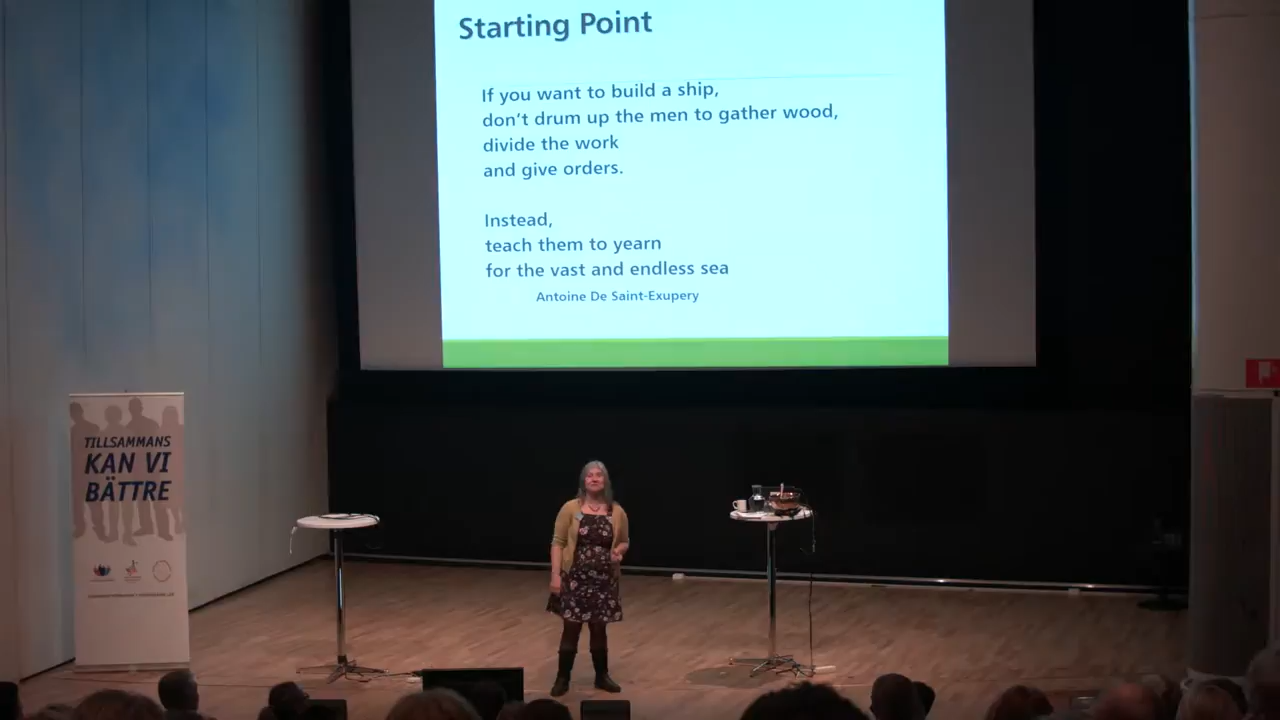 Starting Point
If you want to build a ship,
don't drum up the men to gather wood,
divide the work
and give orders.
Instead,
teach them to yearn
for the vast and endless sea
Antoine De Saint-Exupery
TILLSAMMANS
KAN VI
BÄTTRE